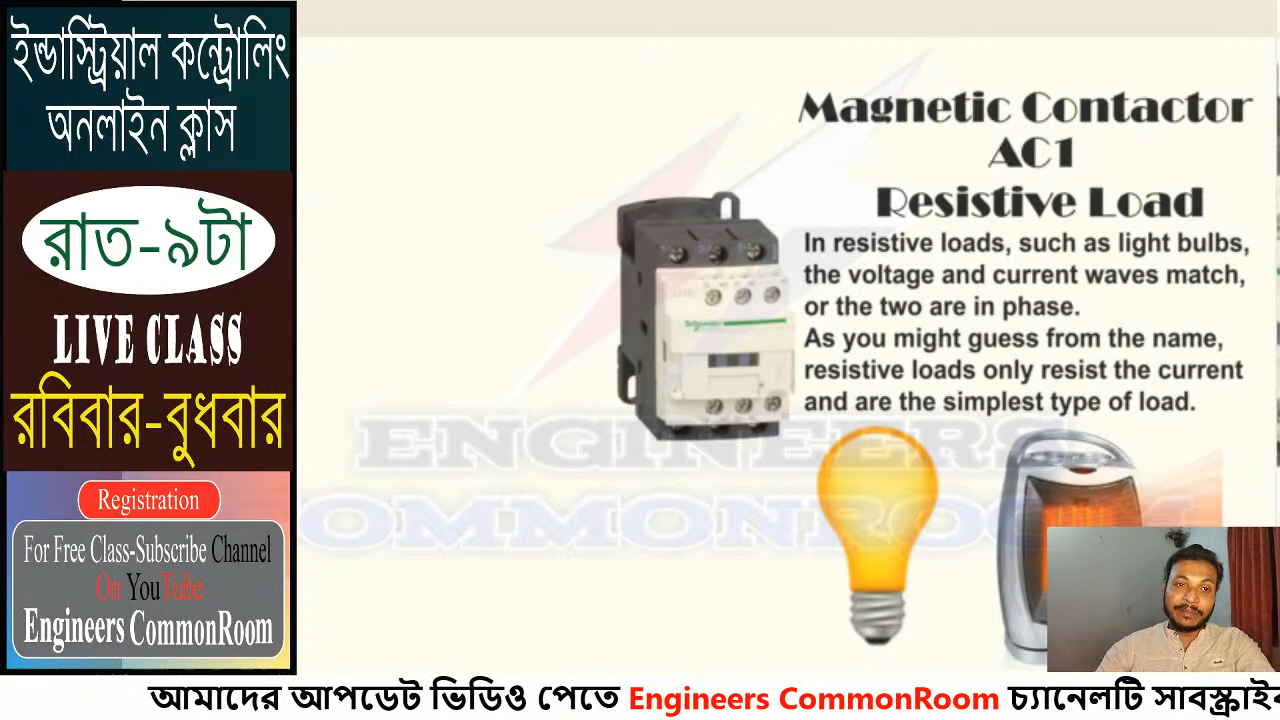 ইন্ডাস্ট্রিয়াল কন্ট্রোলিং
অনলাইন ক্লাস
রাত-৯টা
LIVE CLASS
রবিবার-বুধবার
Registration
For Free Class-Subscribe Channel
On YouTube
Engineers CommonRoom
Magnetic Contactor
AC1
Resistive Load
In resistive loads, such as light bulbs,
the voltage and current waves match,
or the two are in phase.
As you might guess from the name,
resistive loads only resist the current
and are the simplest type of load.
Schneider
ENGINEERS
COMMONROOM
আমাদের আপডেট ভিডিও পেতে Engineers CommonRoom চ্যানেলটি সাবস্ক্রাইব